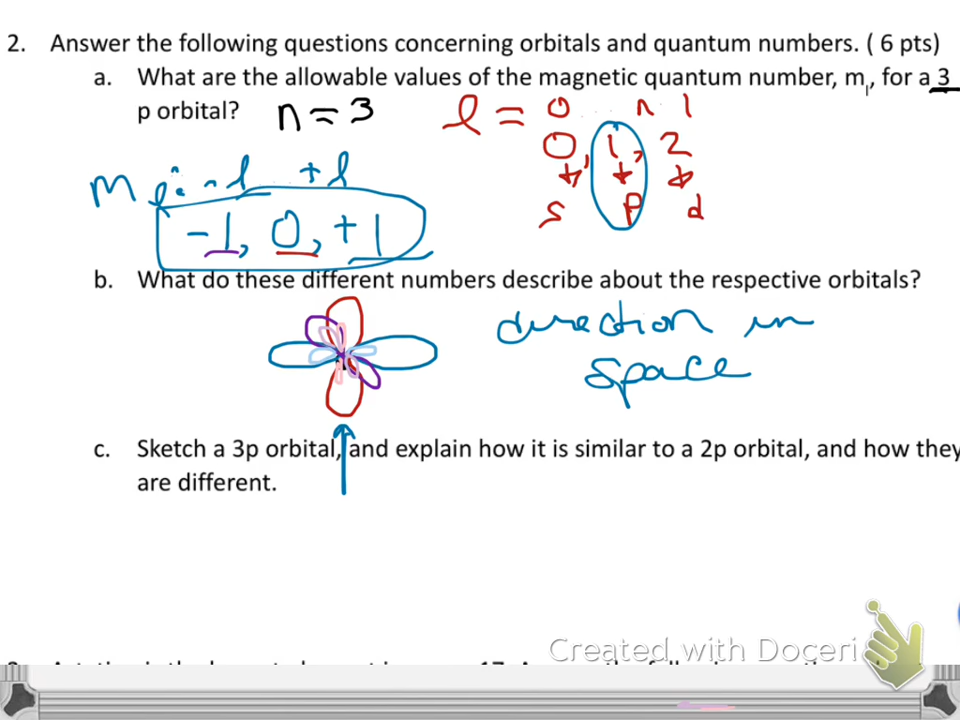 2. Answer the following questions concerning orbitals and quantum numbers. ( 6 pts)
a. What are the allowable values of the magnetic quantum number, ml, for a 3
p orbital? n = 3 l = 0 n 1
0, 1, 2
m l: -l +l
s p d
-1, 0, +1
b. What do these different numbers describe about the respective orbitals?
direction in
space
c. Sketch a 3p orbital, and explain how it is similar to a 2p orbital, and how they
are different.
Created with Doceri